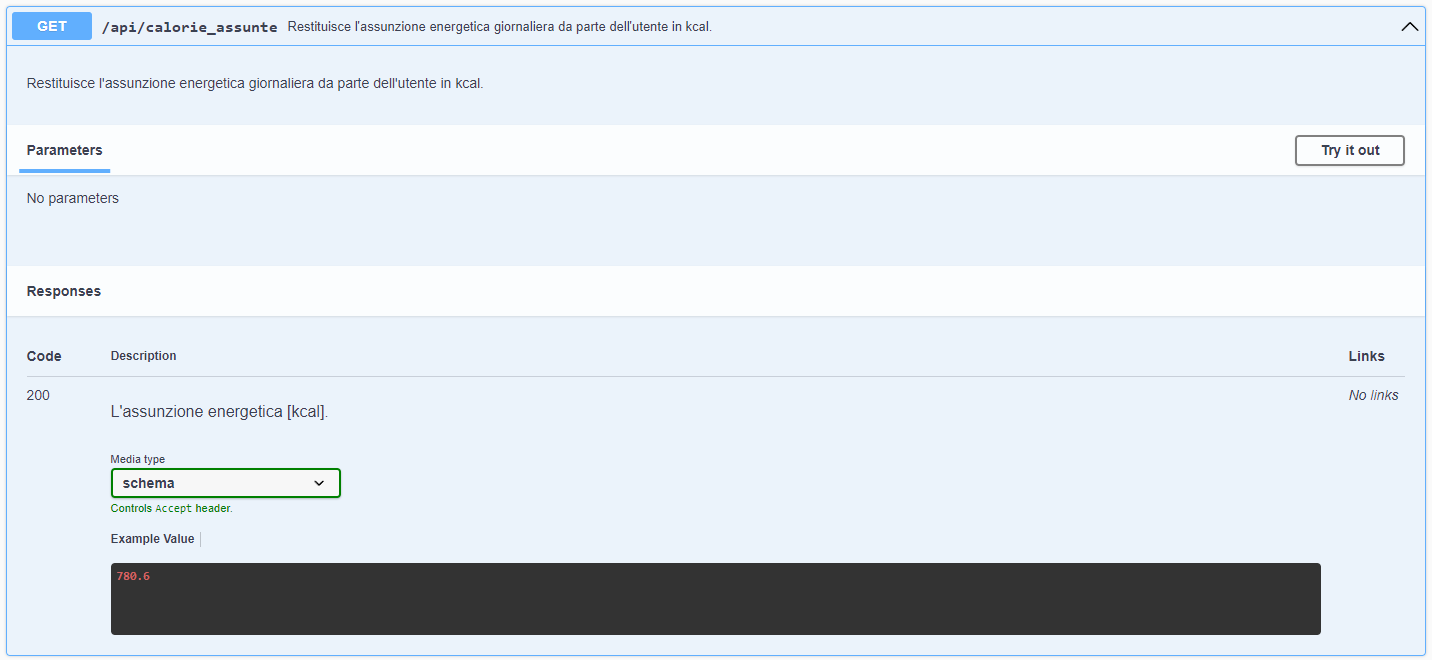 GET /api/calorie_assunte Restituisce l'assunzione energetica giornaliera da parte dell'utente in kcal.
Restituisce l'assunzione energetica giornaliera da parte dell'utente in kcal.
Parameters Try it out
No parameters
Responses
Code Description Links
200 No links
L'assunzione energetica [kcal].
Media type
schema
Controls Accept header.
Example Value
780.6